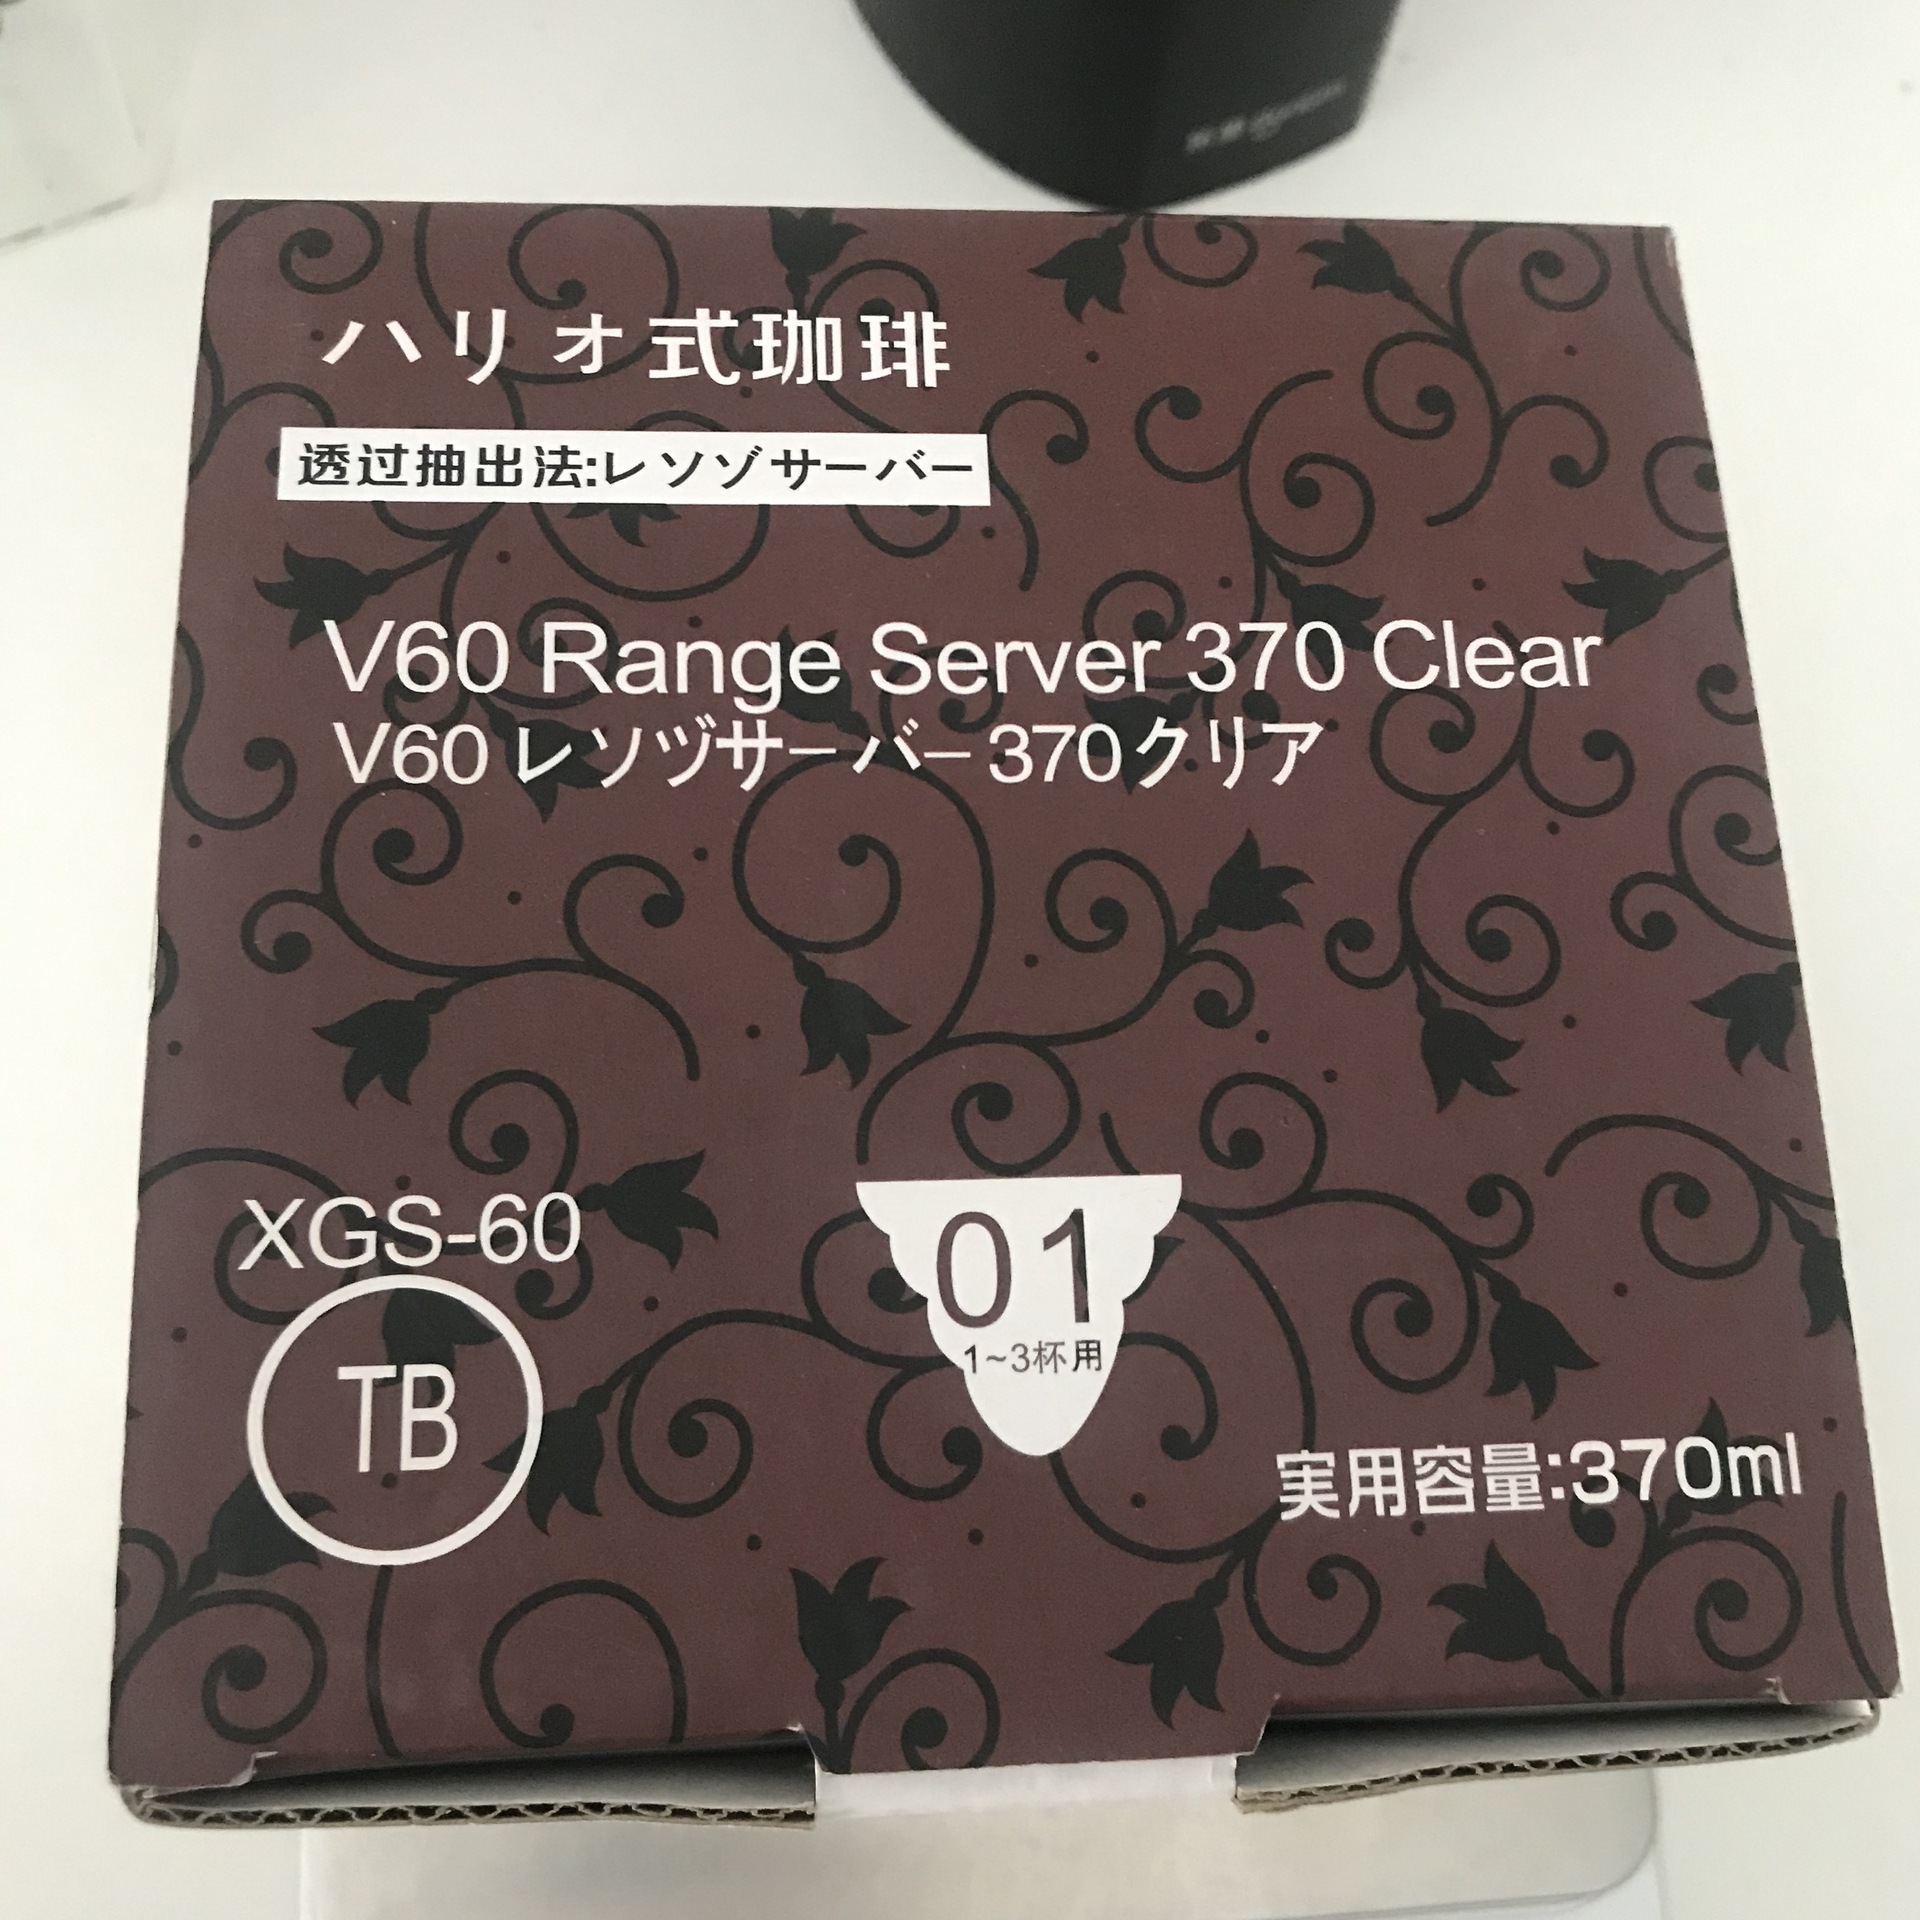 ハリオ式珈琲
透过抽出法:レソゾサーバー
V60 Range Server 370 Clear
V60 レソヅサーバー370クリア
XGS-60
TB
01
1~3杯用
実用容量:370ml